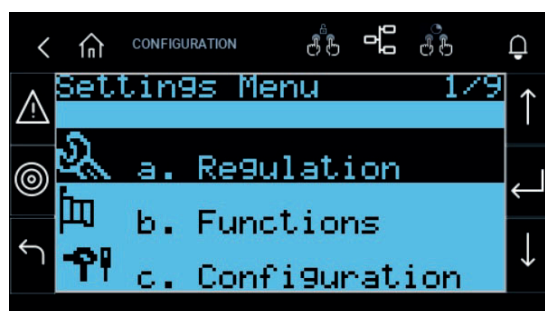 CONFIGURATION
Settings Menu 1/9
a. Regulation
b. Functions
c. Configuration